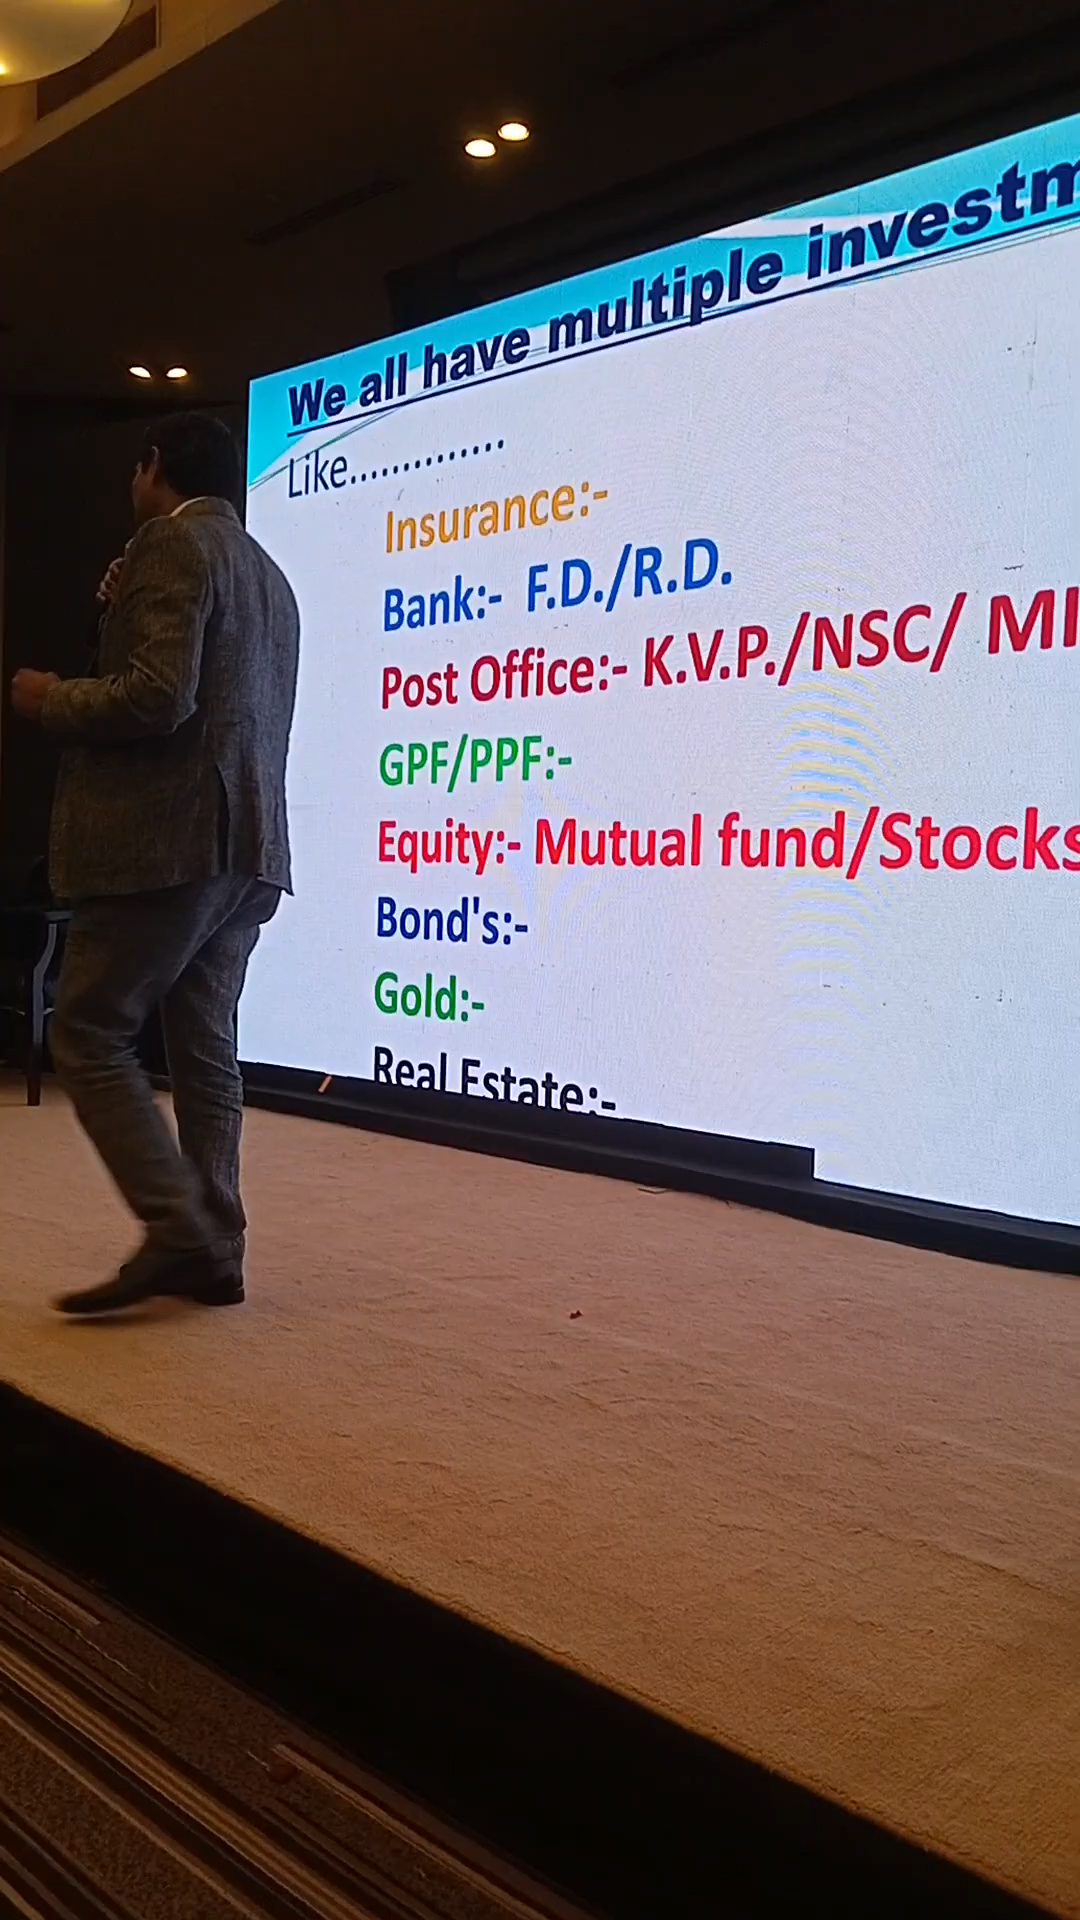 We all have multiple investm
Like..............
Insurance:-
Bank:- F.D./R.D.
Post Office:- K.V.P./NSC/ MI
GPF/PPF:-
Equity:- Mutual fund/Stocks
Bond's:-
Gold:-
Real Estate:-